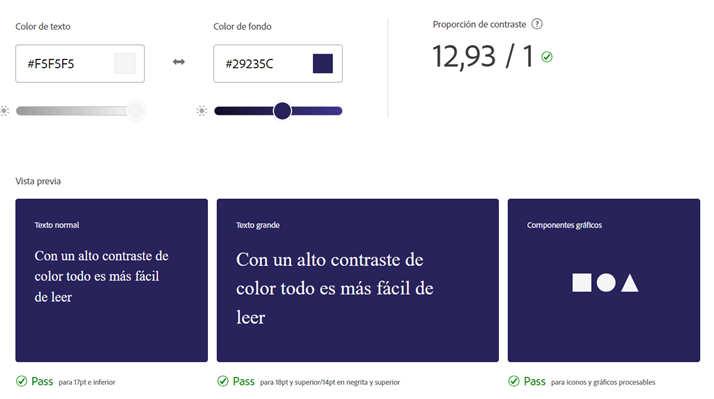 Color de texto
Color de fondo
Proporción de contraste ?
#F5F5F5
#29235C
12,93 / 1
Vista previa
Texto normal
Con un alto contraste de
color todo es más fácil
de leer
Texto grande
Con un alto contraste de
color todo es más fácil de
leer
Componentes gráficos
Pass para 17pt e inferior
Pass para 18pt y superior/14pt en negrita y superior
Pass para iconos y gráficos procesables